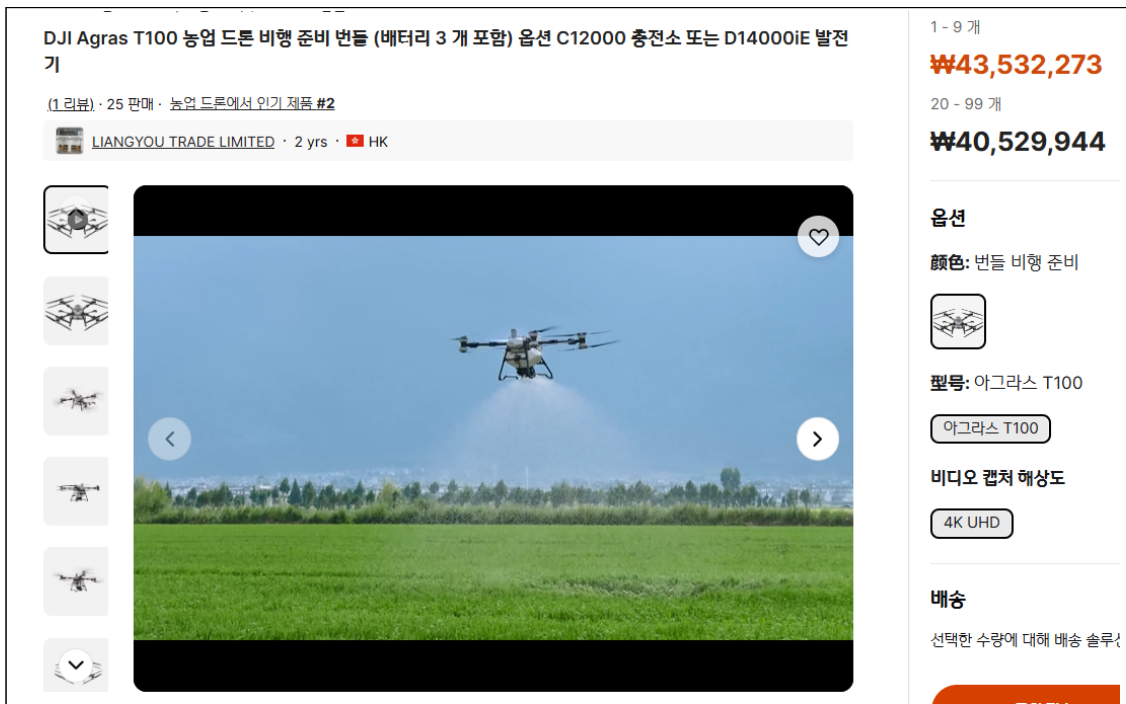 DJI Agras T100 농업 드론 비행 준비 번들 (배터리 3 개 포함) 옵션 C12000 충전소 또는 D14000iE 발전
기
(1 리뷰) · 25 판매 · 농업 드론에서 인기 제품 #2
LIANGYOU TRADE LIMITED · 2 yrs · HK
1 - 9 개
₩43,532,273
20 - 99 개
₩40,529,944
옵션
颜色: 번들 비행 준비
型号: 아그라스 T100
아그라스 T100
비디오 캡처 해상도
4K UHD
배송
선택한 수량에 대해 배송 솔루션